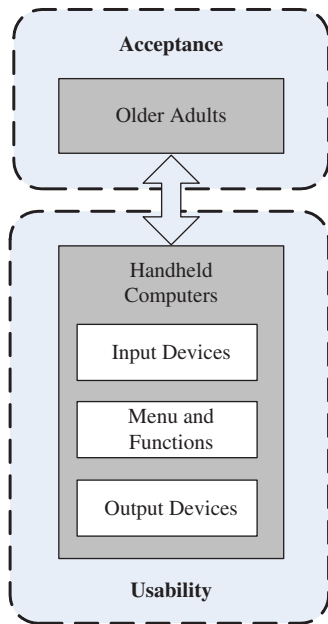 Acceptance
Older Adults
Handheld
Computers
Input Devices
Menu and
Functions
Output Devices
Usability